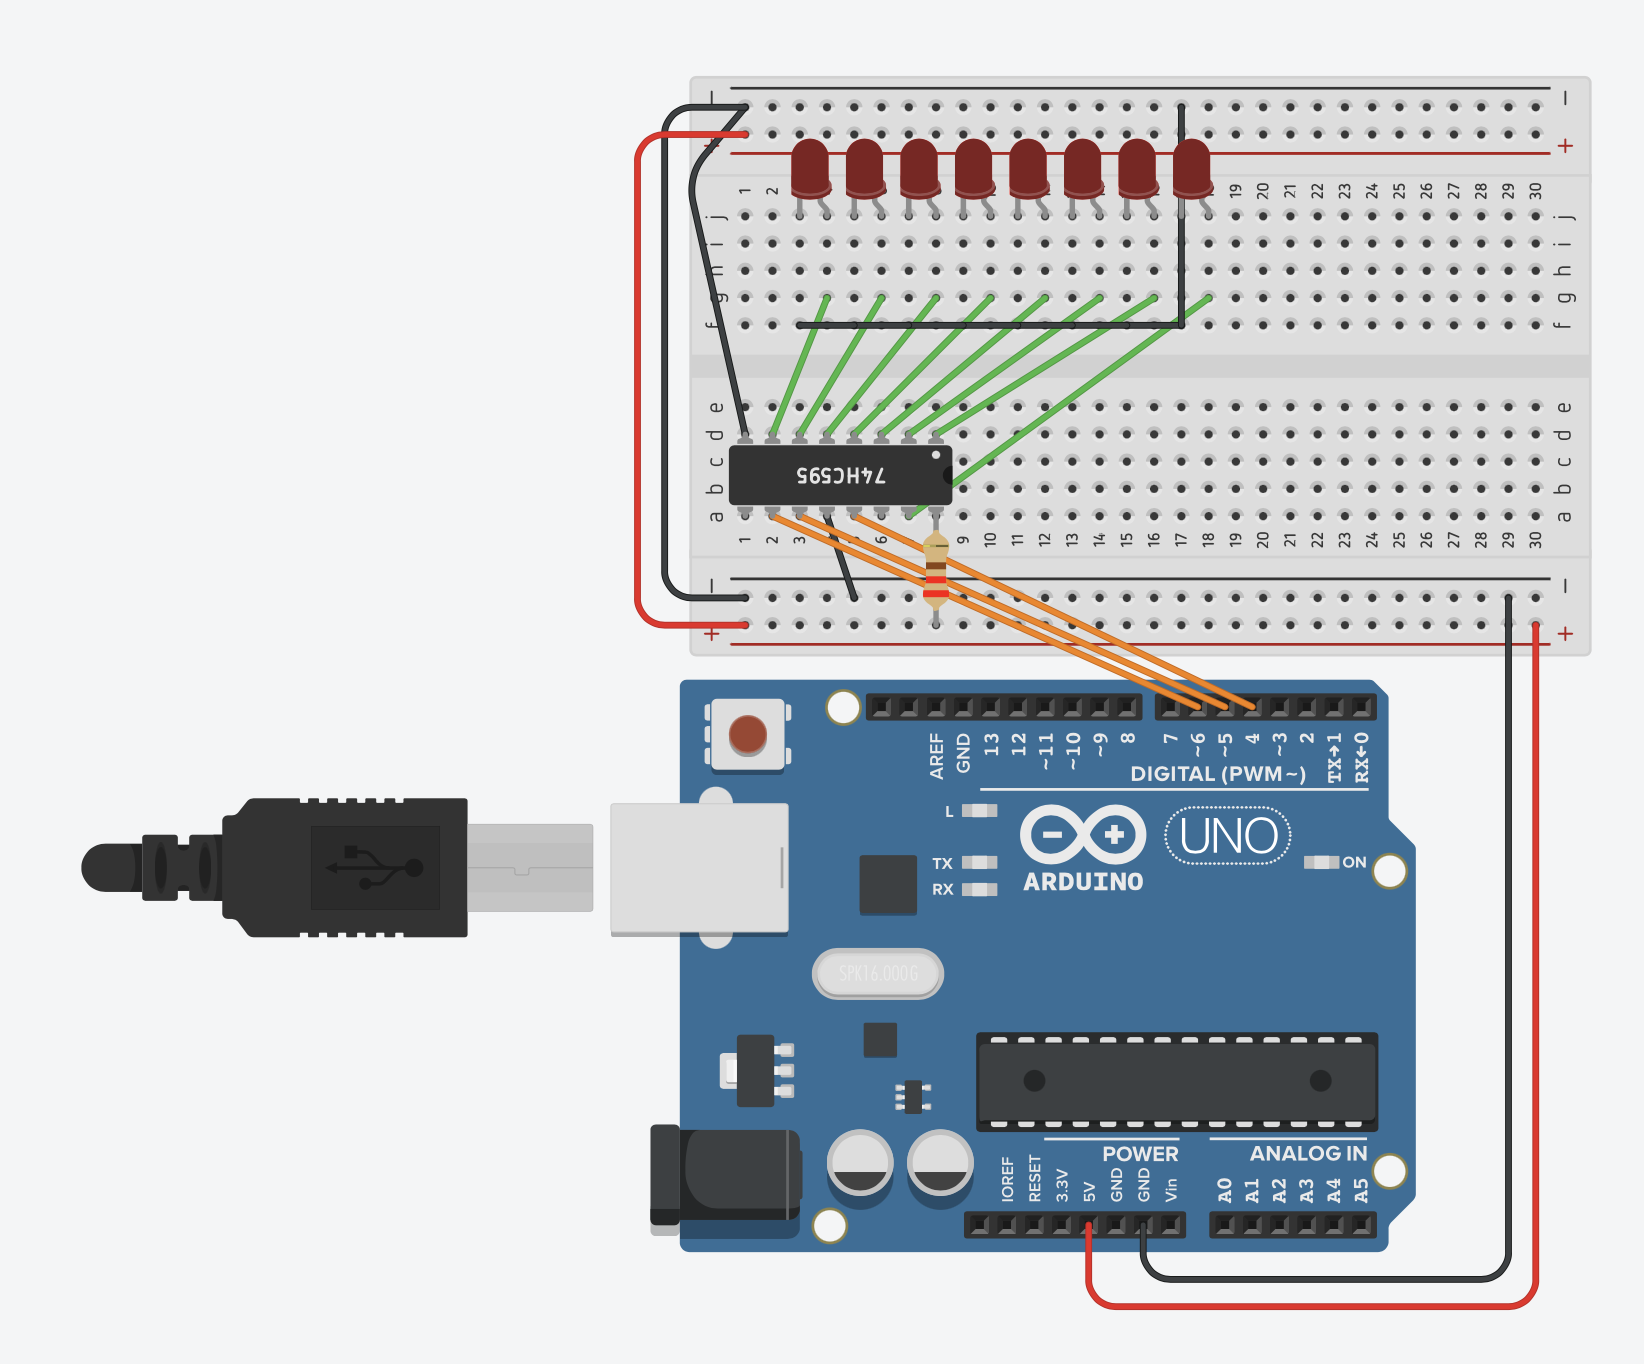 − −
+ +
1 2 19 20 21 22 23 24 25 26 27 28 29 30
j j
i i
h h
g g
f f
e e
d d
c c
b b
a a
74HC595
1 2 3 6 9 10 11 12 13 14 15 16 17 18 19 20 21 22 23 24 25 26 27 28 29 30
− −
+ +
AREF GND 13 12 ~11 ~10 ~9 8 7 ~6 ~5 4 ~3 2 TX→1 RX←0
DIGITAL (PWM~)
L
TX
RX
UNO
ARDUINO
ON
SPK16.000G
POWER ANALOG IN
IOREF RESET 3.3V 5V GND GND Vin A0 A1 A2 A3 A4 A5